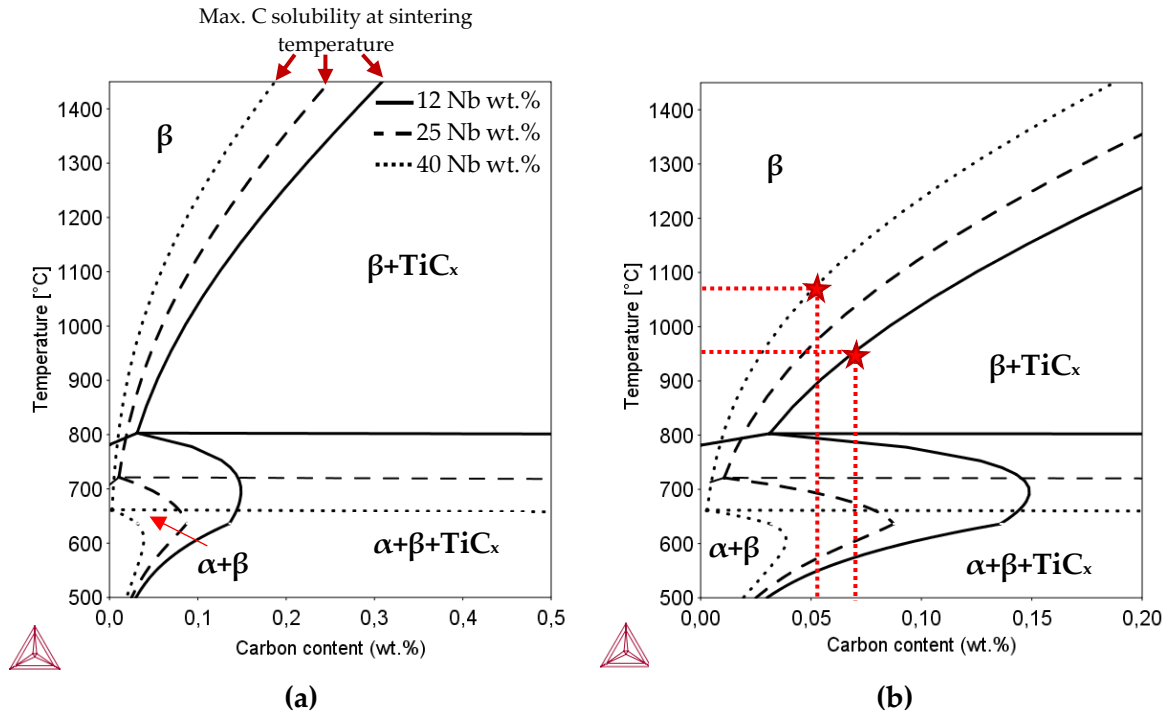 Max. C solubility at sintering
temperature
1400
1300
1200
1100
1000
900
800
700
600
500
Temperature [°C]
β
12 Nb wt.%
25 Nb wt.%
40 Nb wt.%
β+TiCₓ
α+β
α+β+TiCₓ
0,0
0,1
0,2
0,3
0,4
0,5
Carbon content (wt.%)
(a)
1400
1300
1200
1100
1000
900
800
700
600
500
Temperature [°C]
β
β+TiCₓ
α+β
α+β+TiCₓ
0,00
0,05
0,10
0,15
0,20
Carbon content (wt.%)
(b)